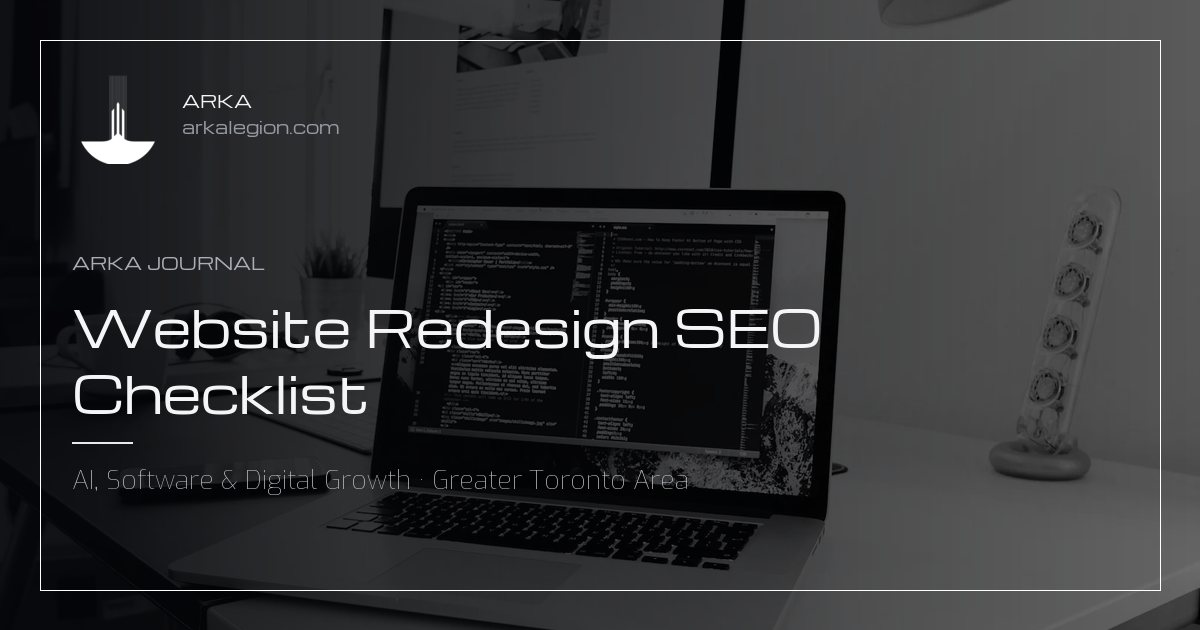 ARKA
arkalegion.com
ARKA JOURNAL
Website Redesign SEO
Checklist
AI, Software & Digital Growth · Greater Toronto Area